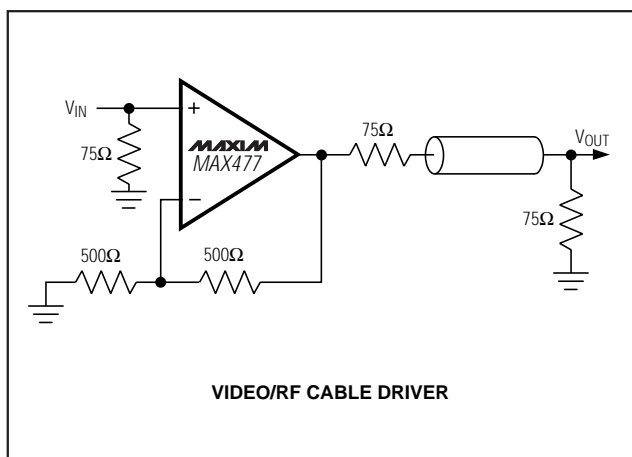 V_IN
+
75Ω
MAXIM
MAX477
−
75Ω
V_OUT
75Ω
500Ω
500Ω
VIDEO/RF CABLE DRIVER